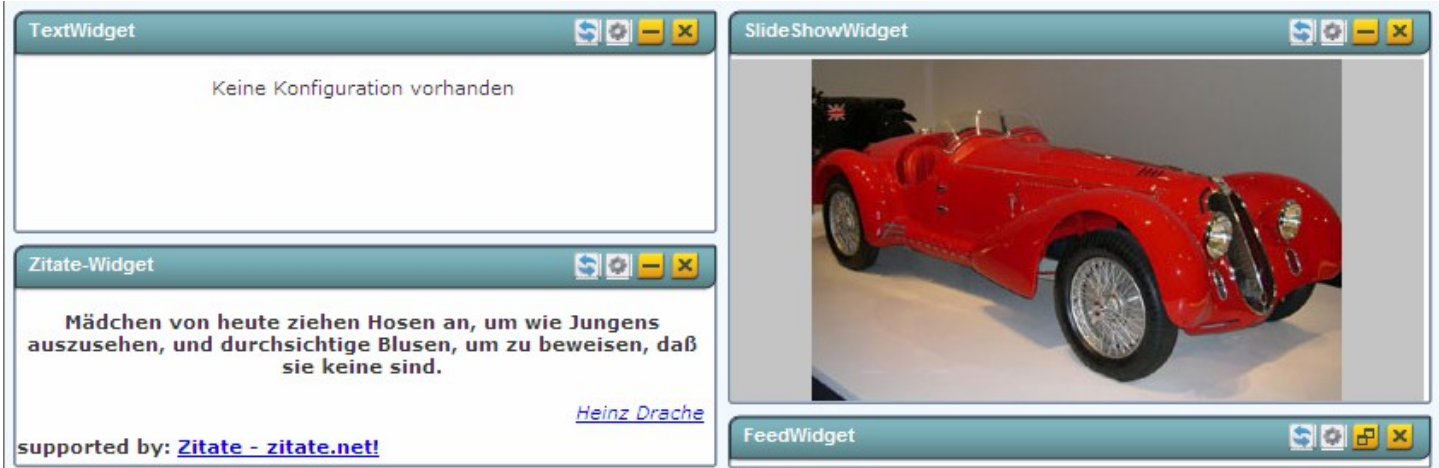 TextWidget
Keine Konfiguration vorhanden
Zitate-Widget
Mädchen von heute ziehen Hosen an, um wie Jungens
auszusehen, und durchsichtige Blusen, um zu beweisen, daß
sie keine sind.
Heinz Drache
supported by: Zitate - zitate.net!
SlideShowWidget
FeedWidget